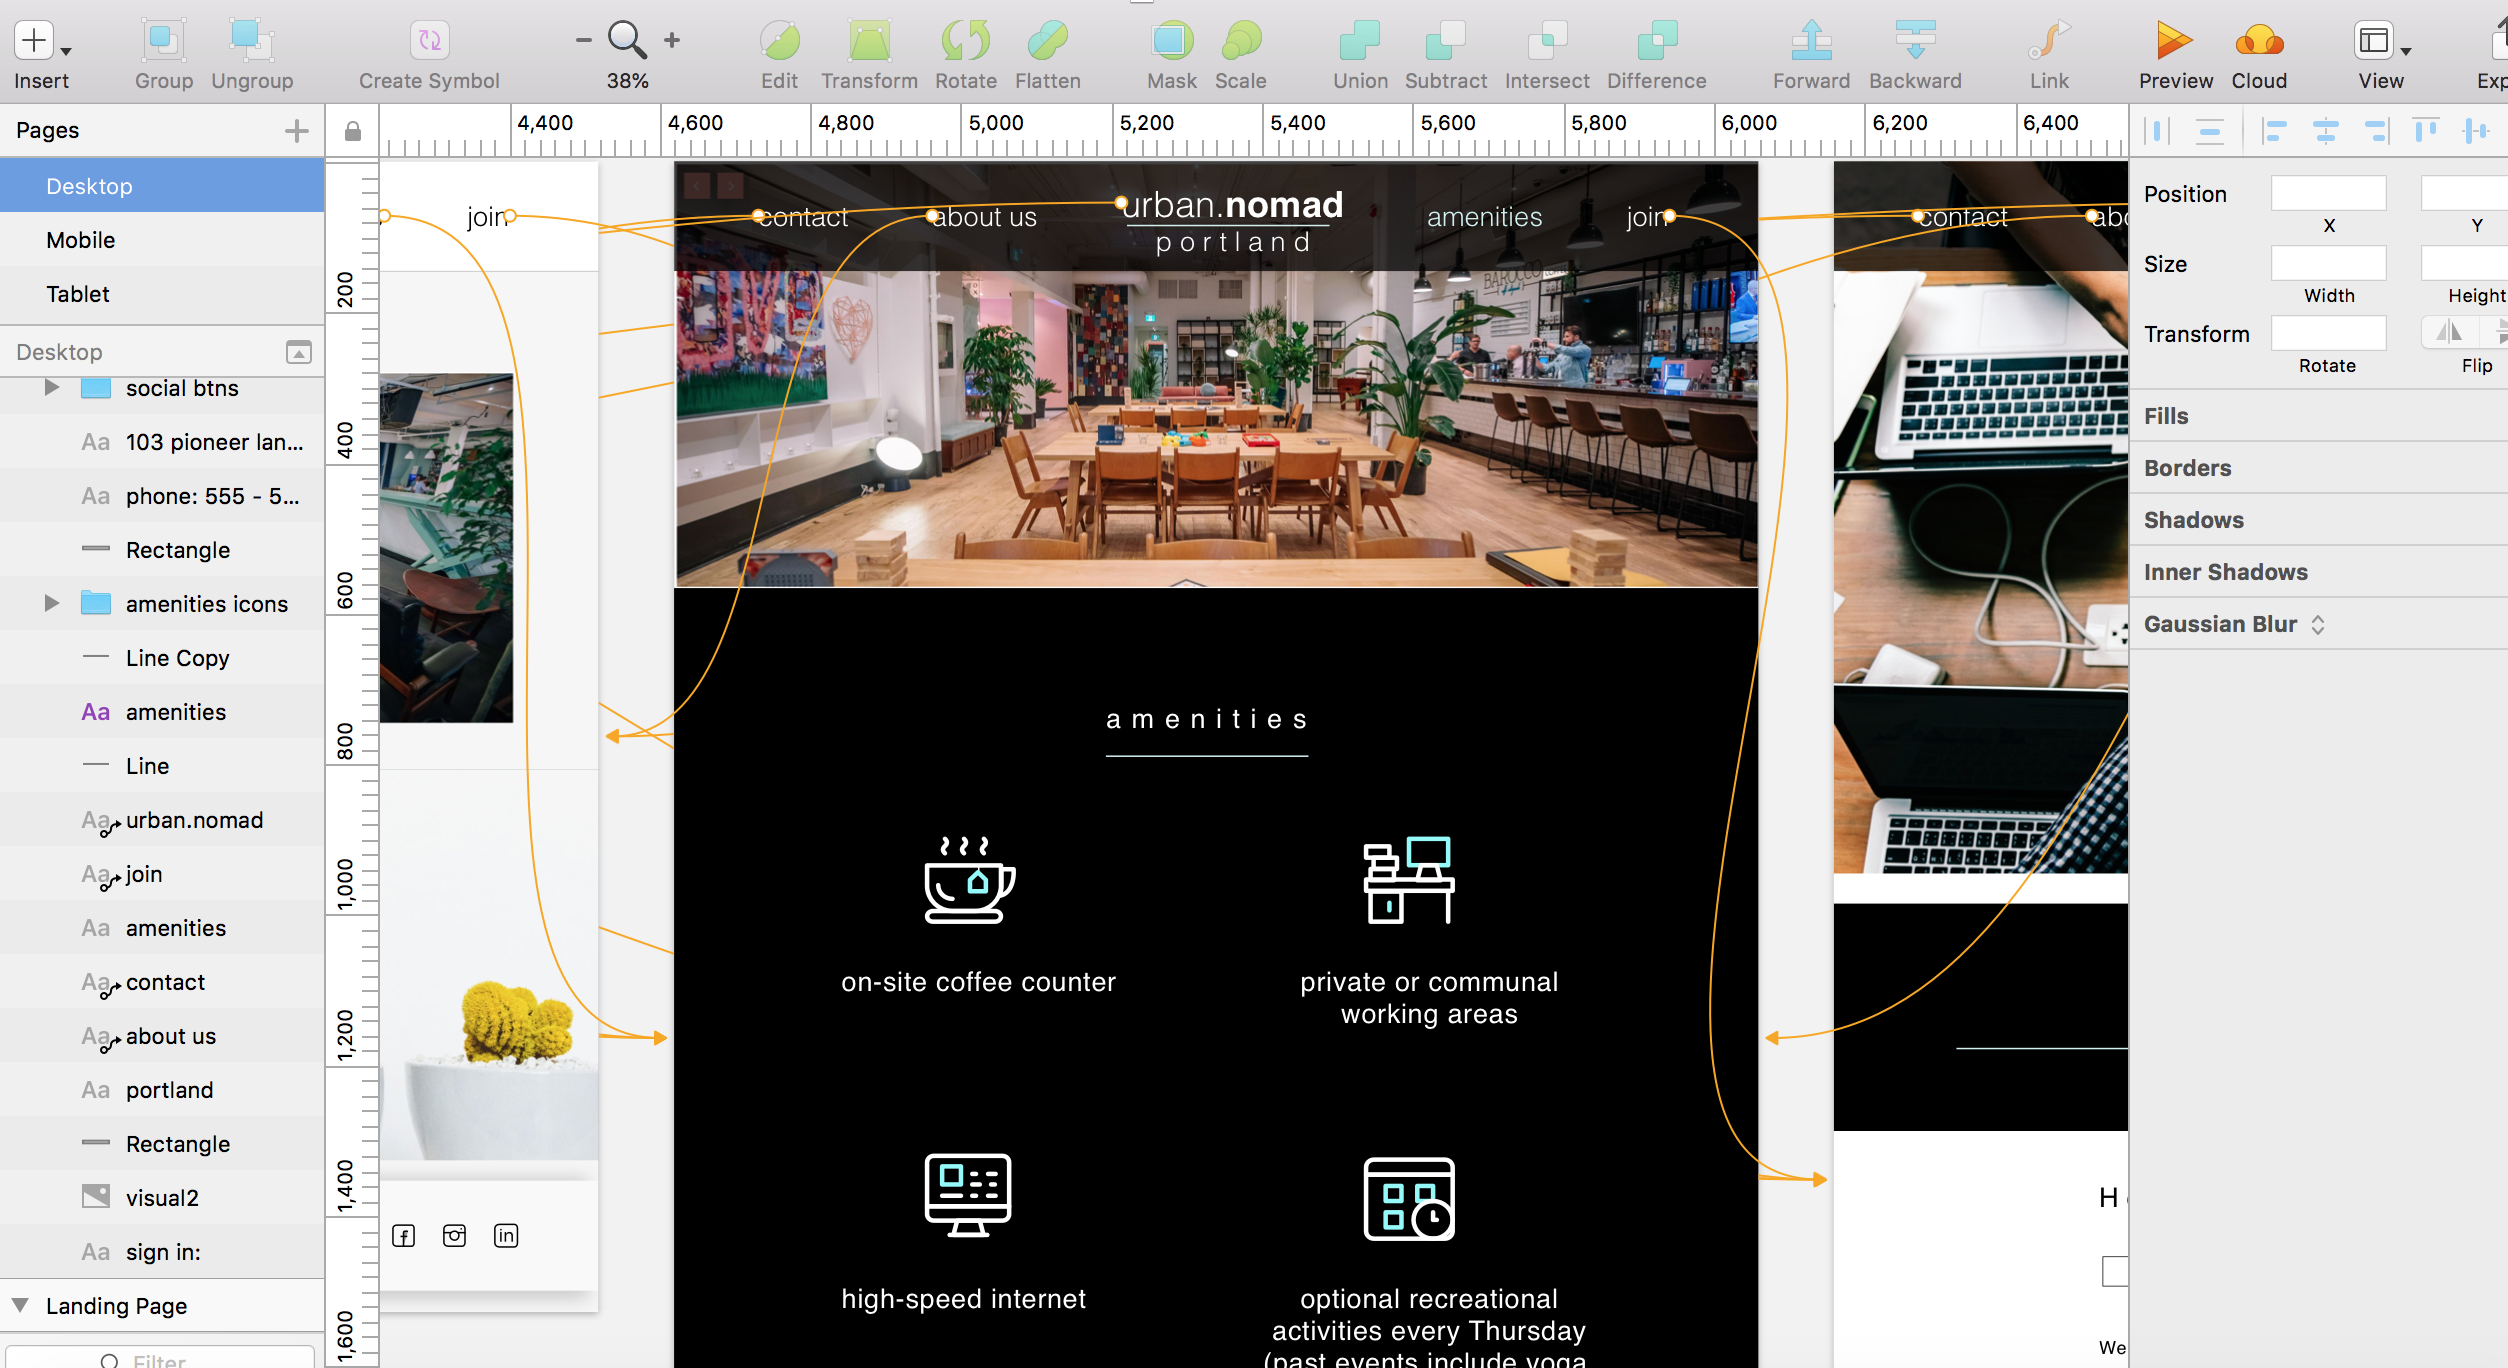 Insert
Group
Ungroup
Create Symbol
38%
Edit
Transform
Rotate
Flatten
Mask
Scale
Union
Subtract
Intersect
Difference
Forward
Backward
Link
Preview
Cloud
View
Exp
Pages
Desktop
Mobile
Tablet
Desktop
social btns
Aa 103 pioneer lan...
Aa phone: 555 - 5...
Rectangle
amenities icons
Line Copy
Aa amenities
Line
Aa urban.nomad
Aa join
Aa amenities
Aa contact
Aa about us
Aa portland
Rectangle
visual2
Aa sign in:
Landing Page
Filter
4,400 4,600 4,800 5,000 5,200 5,400 5,600 5,800 6,000 6,200 6,400
200
400
600
800
1,000
1,200
1,400
1,600
join
f
in
contact
about us
urban.nomad
portland
amenities
join
BAROCCO
amenities
on-site coffee counter
private or communal
working areas
high-speed internet
optional recreational
activities every Thursday
(past events include yoga
contact
abo
H
We
Position
X
Y
Size
Width
Height
Transform
Rotate
Flip
Fills
Borders
Shadows
Inner Shadows
Gaussian Blur